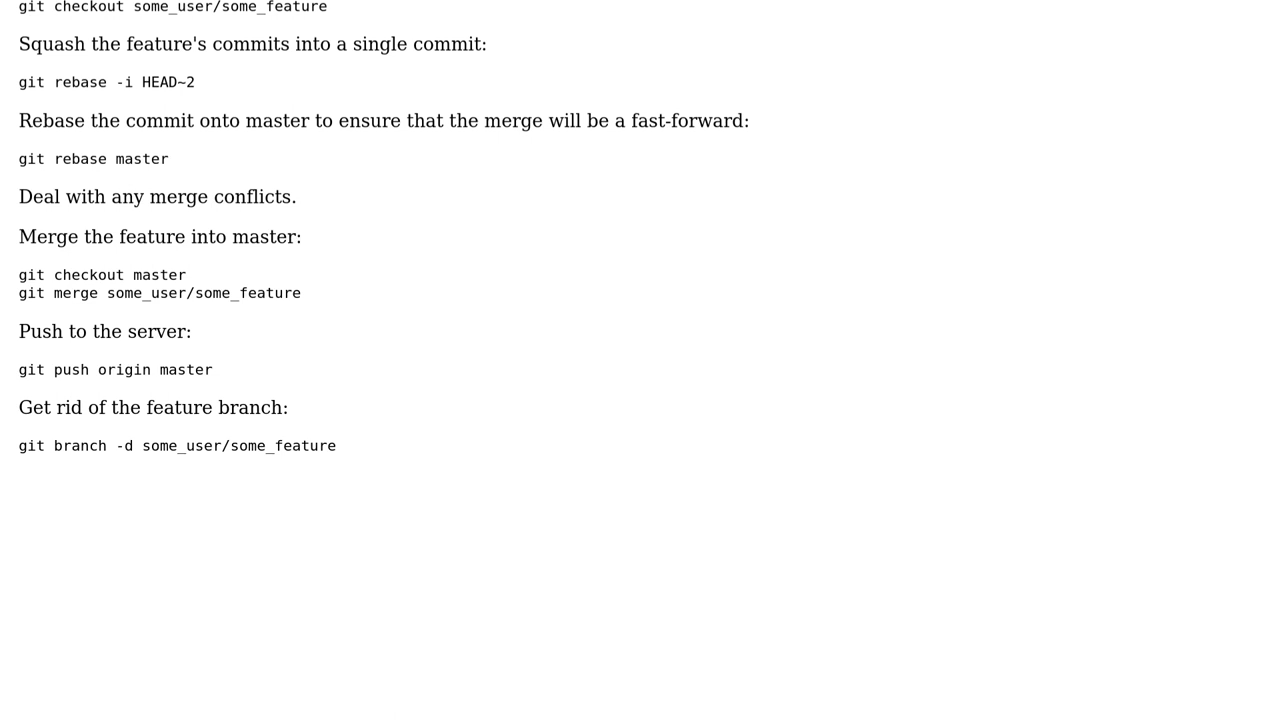 git checkout some_user/some_feature
Squash the feature's commits into a single commit:
git rebase -i HEAD~2
Rebase the commit onto master to ensure that the merge will be a fast-forward:
git rebase master
Deal with any merge conflicts.
Merge the feature into master:
git checkout master
git merge some_user/some_feature
Push to the server:
git push origin master
Get rid of the feature branch:
git branch -d some_user/some_feature